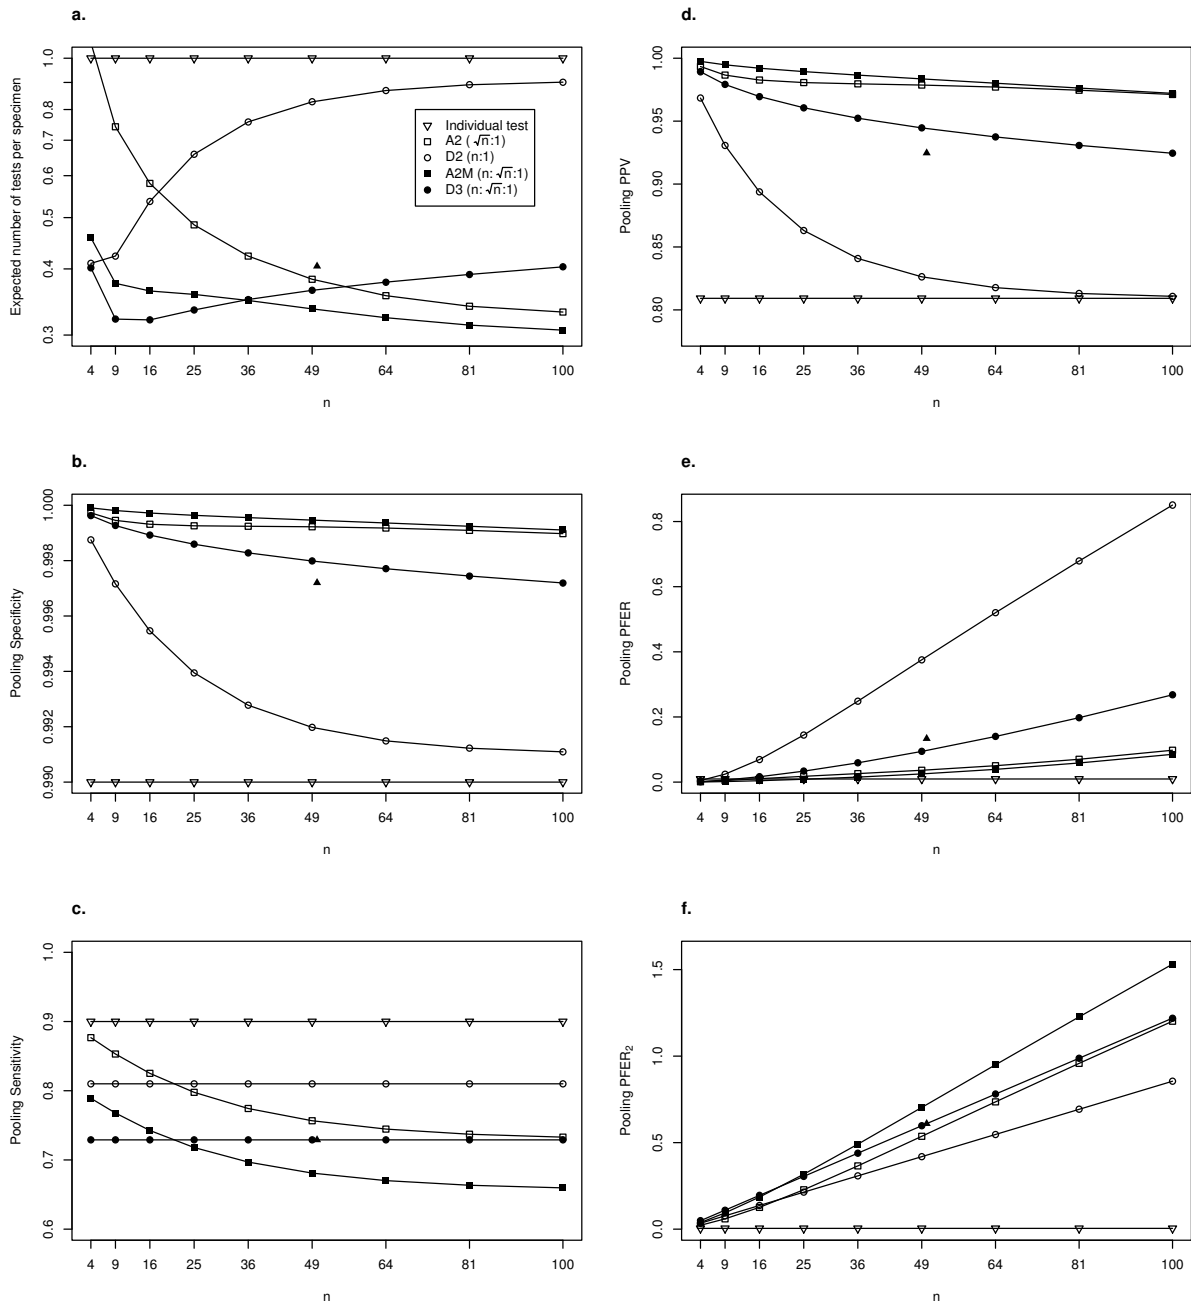 a.
Expected number of tests per specimen
1.0
0.8
0.7
0.6
0.5
0.4
0.3
Individual test
A2 ( √n:1)
D2 (n:1)
A2M (n: √n:1)
D3 (n: √n:1)
4 9 16 25 36 49 64 81 100
n
d.
Pooling PPV
1.00
0.95
0.90
0.85
0.80
4 9 16 25 36 49 64 81 100
n
b.
Pooling Specificity
1.000
0.998
0.996
0.994
0.992
0.990
4 9 16 25 36 49 64 81 100
n
e.
Pooling PFER
0.8
0.6
0.4
0.2
0.0
4 9 16 25 36 49 64 81 100
n
c.
Pooling Sensitivity
1.0
0.9
0.8
0.7
0.6
4 9 16 25 36 49 64 81 100
n
f.
Pooling PFER₂
1.5
1.0
0.5
0.0
4 9 16 25 36 49 64 81 100
n